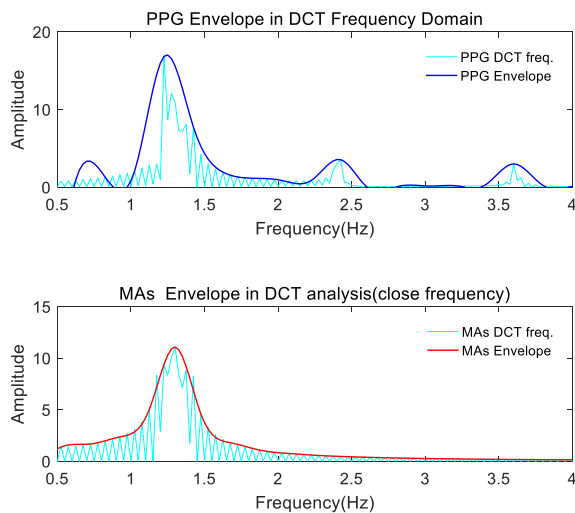 PPG Envelope in DCT Frequency Domain
20
10
0
Amplitude
PPG DCT freq.
PPG Envelope
0.5 1 1.5 2 2.5 3 3.5 4
Frequency(Hz)
MAs  Envelope in DCT analysis(close frequency)
15
10
5
0
Amplitude
MAs DCT freq.
MAs Envelope
0.5 1 1.5 2 2.5 3 3.5 4
Frequency(Hz)